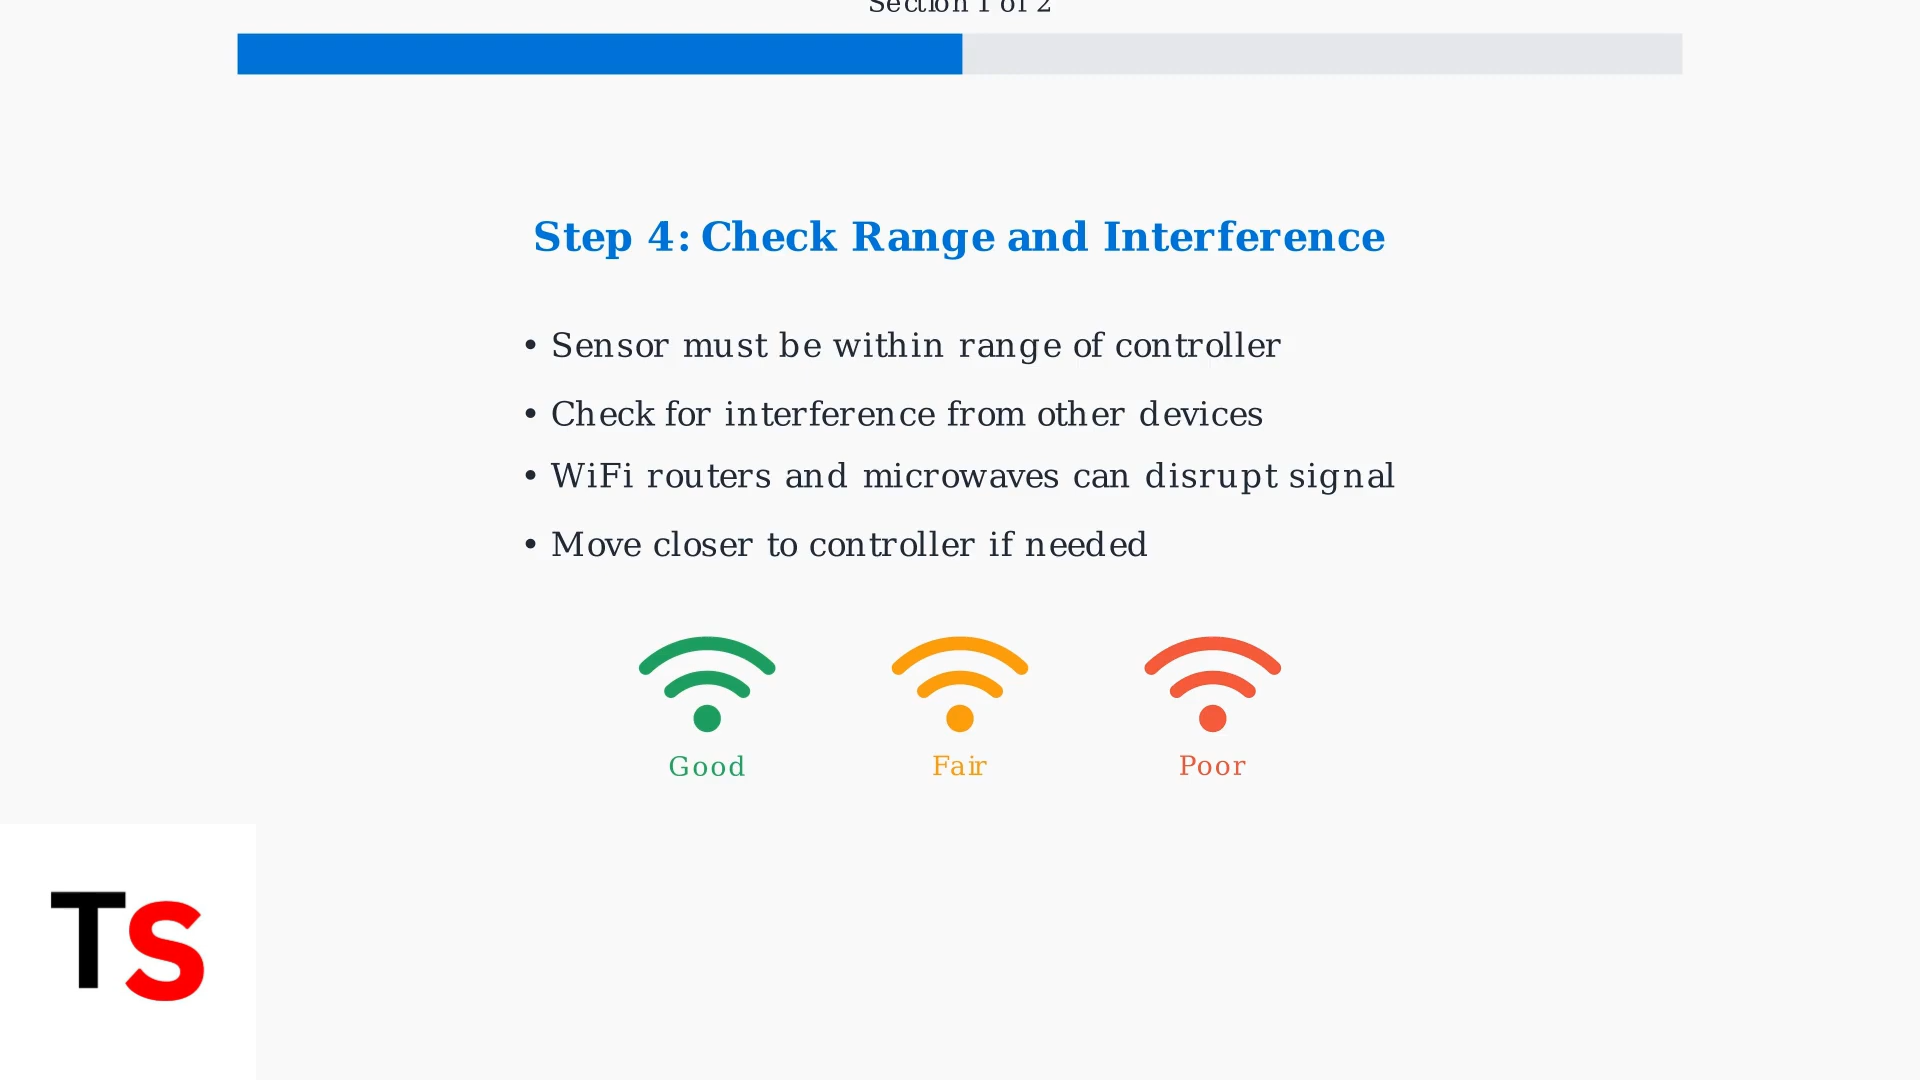 Section 1 of 2
Step 4: Check Range and Interference
• Sensor must be within range of controller
• Check for interference from other devices
• WiFi routers and microwaves can disrupt signal
• Move closer to controller if needed
Good Fair Poor
TS